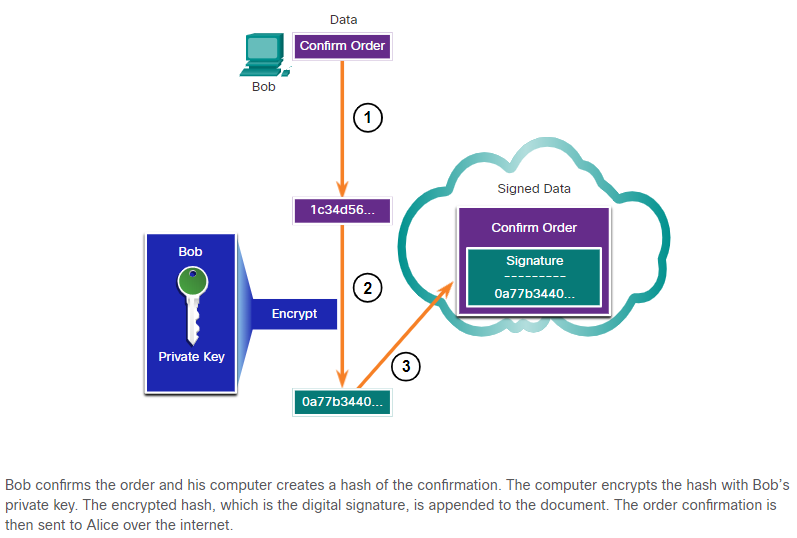 Data
Confirm Order
Bob
1
1c34d56...
Signed Data
Confirm Order
Signature
---------
0a77b3440...
Bob
Private Key
Encrypt
2
3
0a77b3440...
Bob confirms the order and his computer creates a hash of the confirmation. The computer encrypts the hash with Bob’s
private key. The encrypted hash, which is the digital signature, is appended to the document. The order confirmation is
then sent to Alice over the internet.